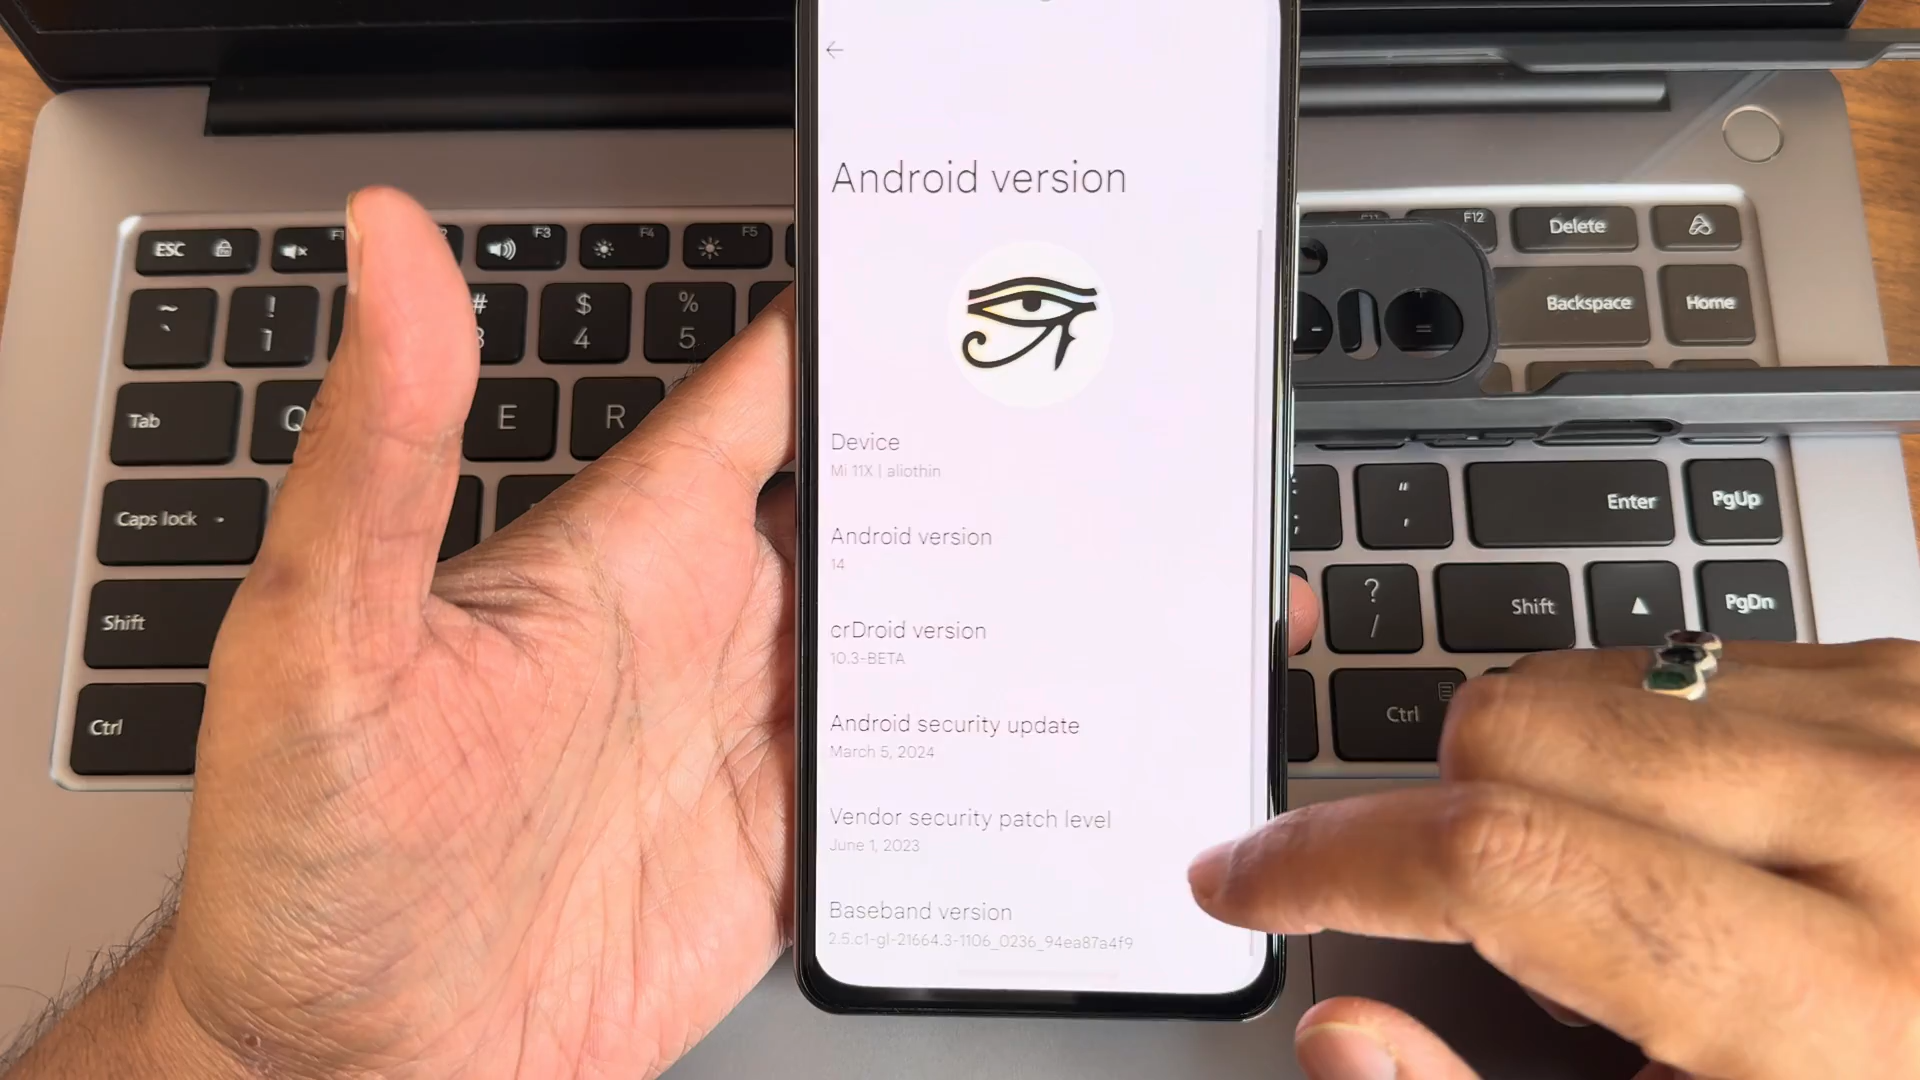 Android version
Device
Mi 11X | aliothin
Android version
14
crDroid version
10.3-BETA
Android security update
March 5, 2024
Vendor security patch level
June 1, 2023
Baseband version
2.5.c1-gl-21664.3-1106_0236_94ea87a4f9
ESC F1 F3 F4 F5
~ ! # $ %
` 1 3 4 5
Tab Q E R
Caps lock
Shift
Ctrl
F12 Delete
- = Backspace Home
" Enter PgUp
' 
? Shift PgDn
/
Ctrl